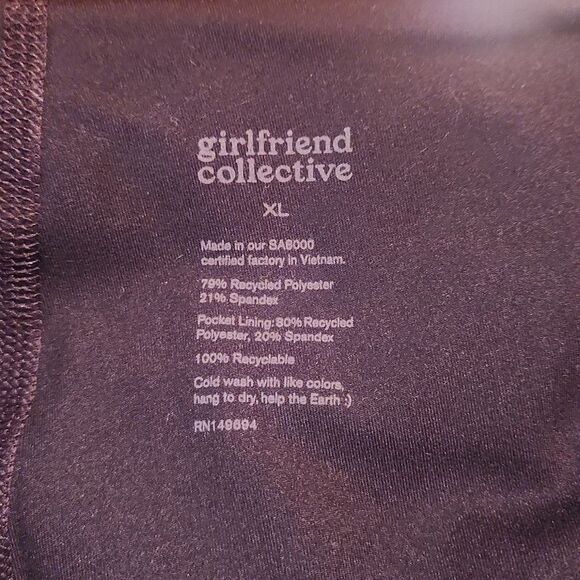 girlfriend
collective
XL
Made in our SA8000
certified factory in Vietnam.
79% Recycled Polyester
21% Spandex
Pocket Lining: 80% Recycled
Polyester, 20% Spandex
100% Recyclable
Cold wash with like colors,
hang to dry, help the Earth :)
RN149694